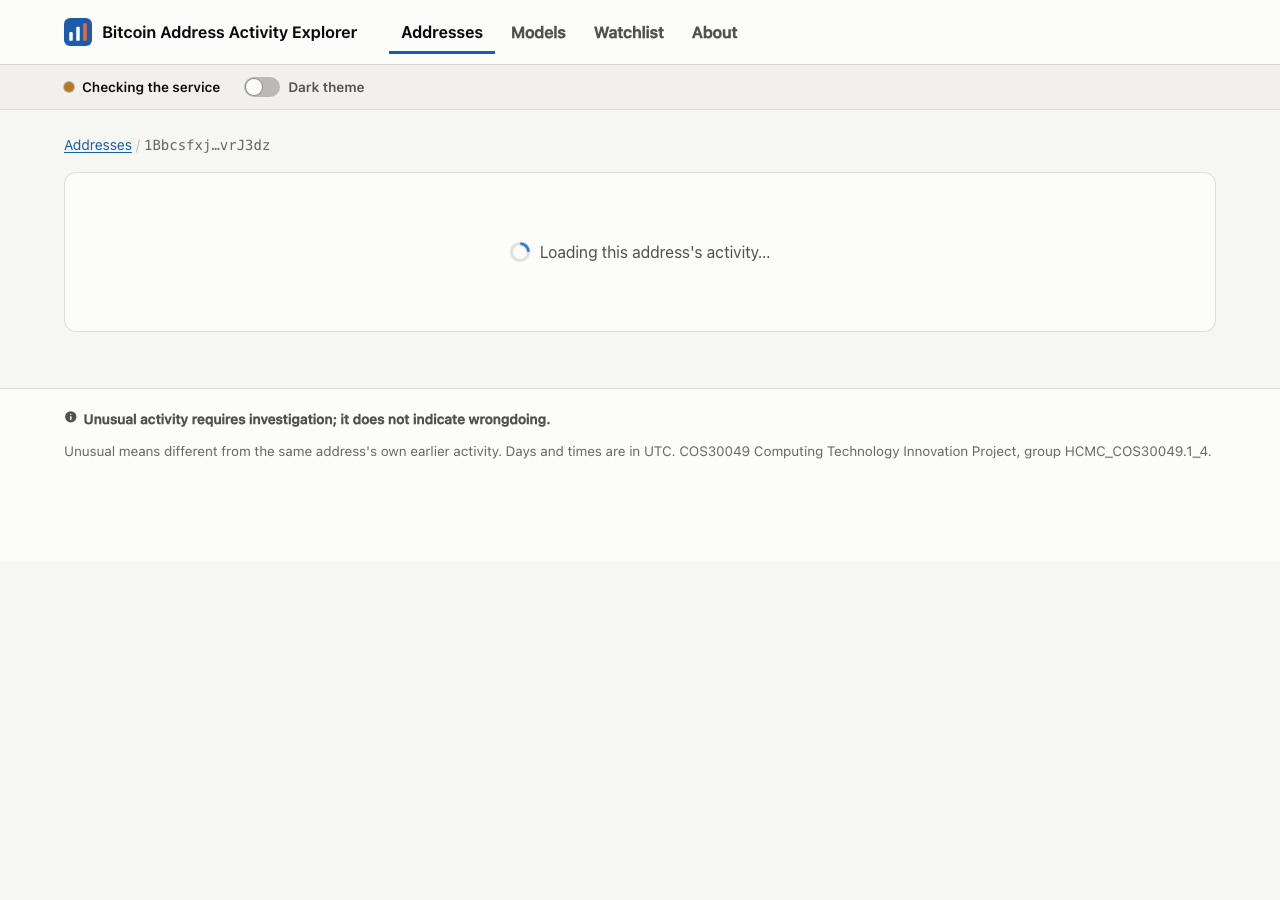 Bitcoin Address Activity Explorer Addresses Models Watchlist About
Checking the service Dark theme
Addresses / 1Bbcsfxj…vrJ3dz
Loading this address's activity...
Unusual activity requires investigation; it does not indicate wrongdoing.
Unusual means different from the same address's own earlier activity. Days and times are in UTC. COS30049 Computing Technology Innovation Project, group HCMC_COS30049.1_4.